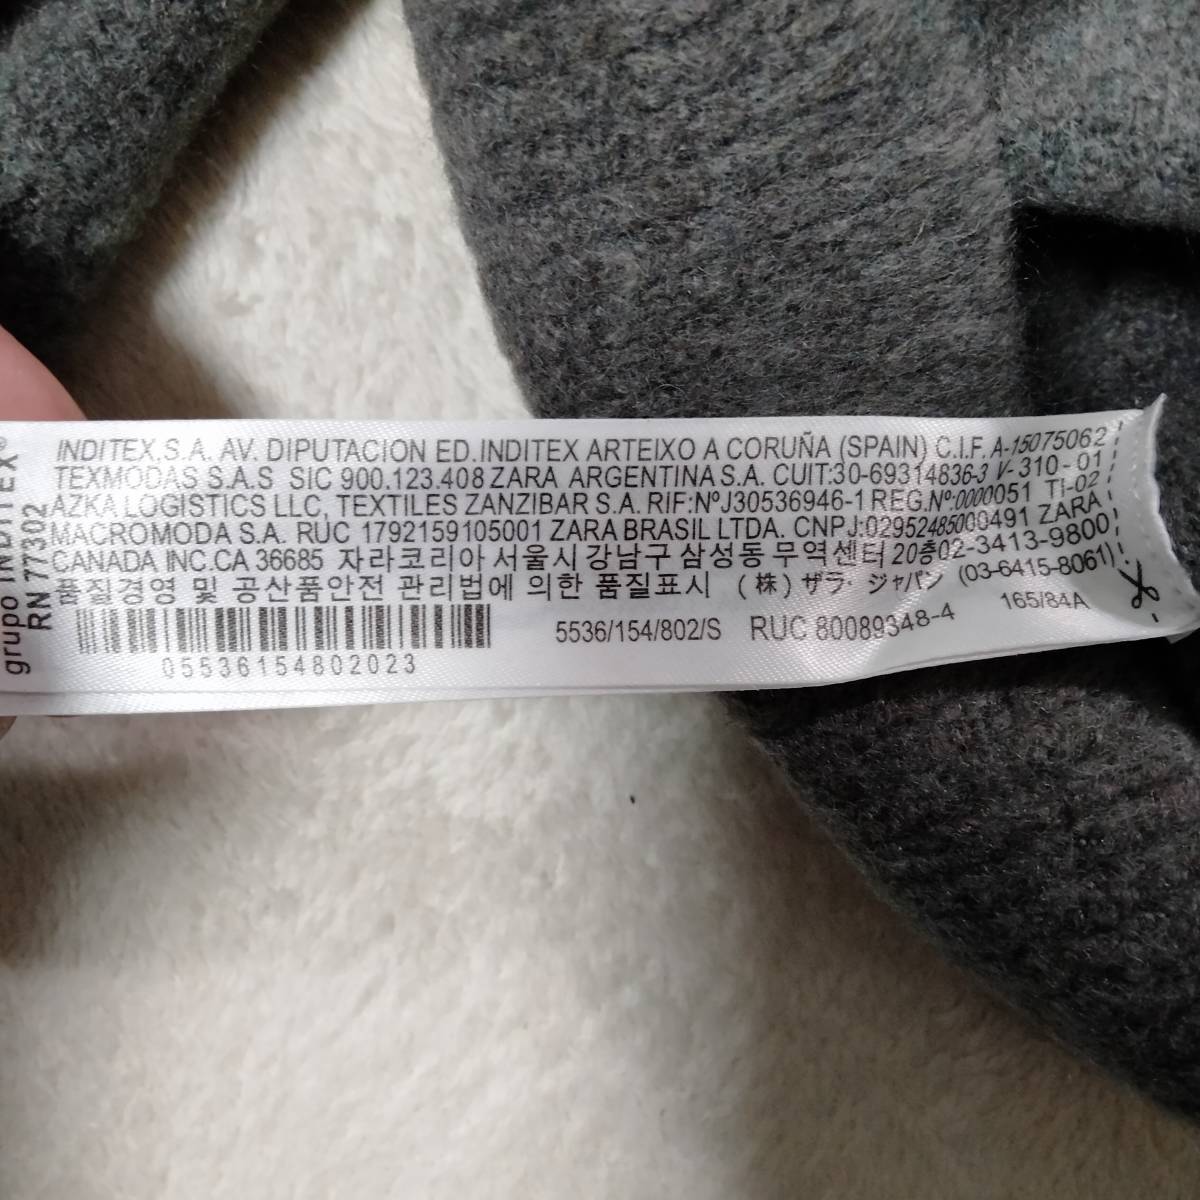 grupo INDITEX®
RN 77302
INDITEX,S.A. AV. DIPUTACION ED.INDITEX ARTEIXO A CORUÑA (SPAIN) C.I.F. A-15075062
TEXMODAS S.A.S SIC 900.123.408 ZARA ARGENTINA S.A. CUIT:30-69314836-3 V-310-01
AZKA LOGISTICS LLC, TEXTILES ZANZIBAR S.A. RIF:NºJ30536946-1 REG.Nº:0000051 TI-02
MACROMODA S.A. RUC 1792159105001 ZARA BRASIL LTDA. CNPJ:02952485000491 ZARA
CANADA INC.CA 36685 자라코리아 서울시 강남구 삼성동 무역센터 20층02-3413-9800
품질경영 및 공산품안전 관리법에 의한 품질표시 (株) ザラ・ジャパン (03-6415-8061)
05536154802023
5536/154/802/S RUC 80089348-4 165/84A